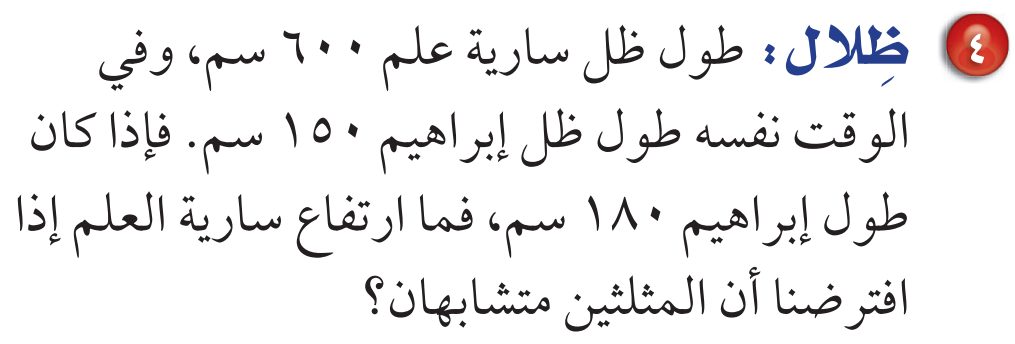 ٤ ظِلال: طول ظل سارية علم ٦٠٠ سم، وفي
الوقت نفسه طول ظل إبراهيم ١٥٠ سم. فإذا كان
طول إبراهيم ١٨٠ سم، فما ارتفاع سارية العلم إذا
افترضنا أن المثلثين متشابهان؟